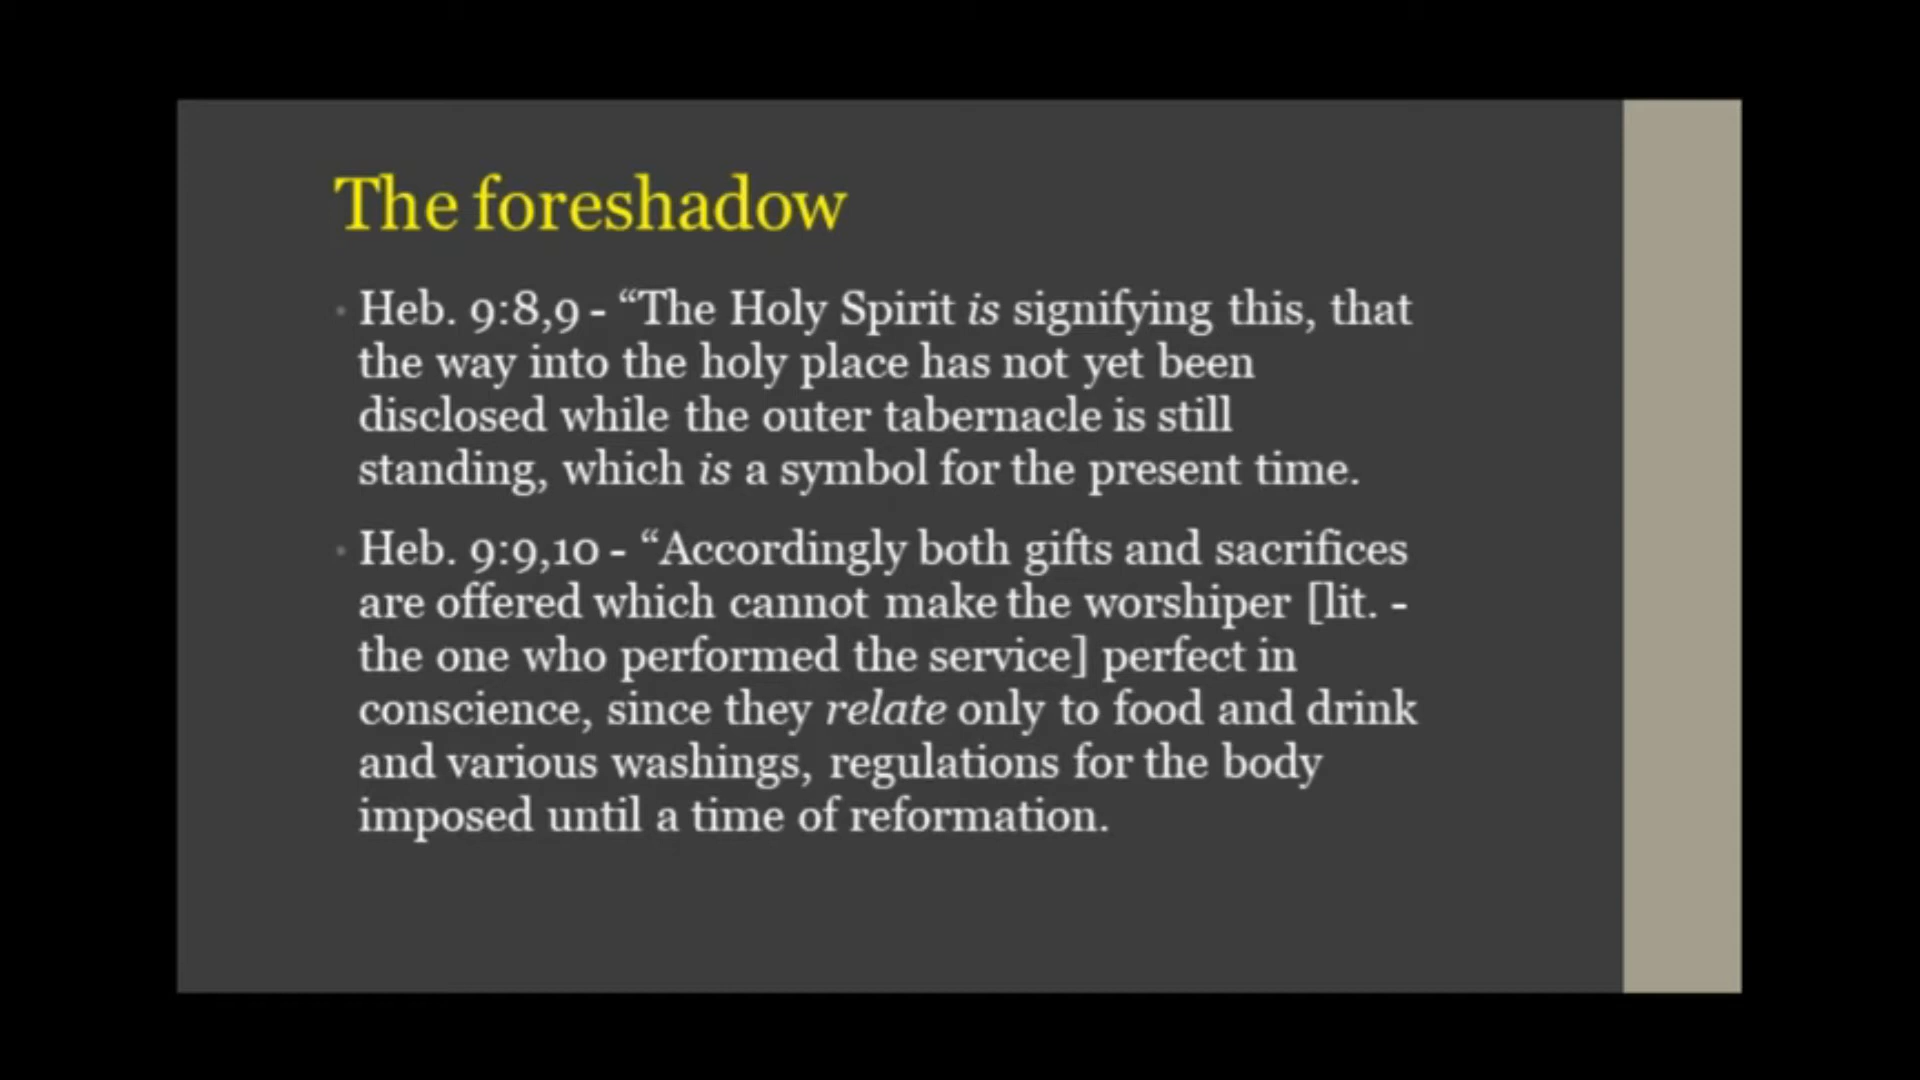 The foreshadow
· Heb. 9:8,9 - “The Holy Spirit is signifying this, that
the way into the holy place has not yet been
disclosed while the outer tabernacle is still
standing, which is a symbol for the present time.
· Heb. 9:9,10 - “Accordingly both gifts and sacrifices
are offered which cannot make the worshiper [lit. -
the one who performed the service] perfect in
conscience, since they relate only to food and drink
and various washings, regulations for the body
imposed until a time of reformation.